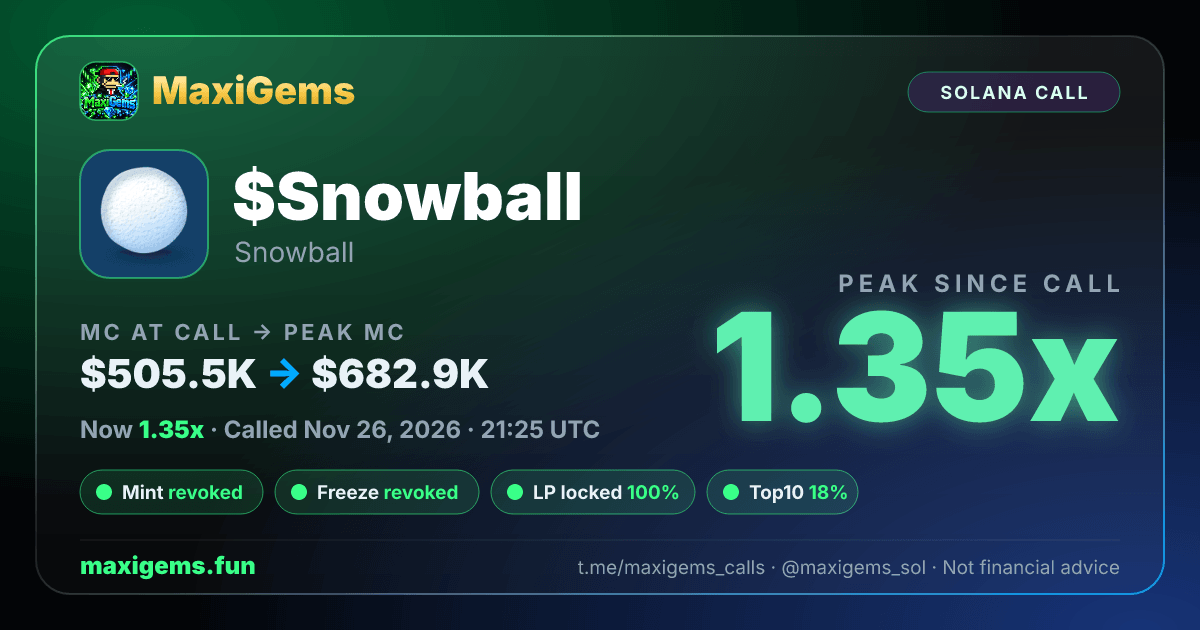 MaxiGems
MaxiGems
SOLANA CALL
$Snowball
Snowball
PEAK SINCE CALL
1.35x
MC AT CALL → PEAK MC
$505.5K → $682.9K
Now 1.35x · Called Nov 26, 2026 · 21:25 UTC
Mint revoked
Freeze revoked
LP locked 100%
Top10 18%
maxigems.fun
t.me/maxigems_calls · @maxigems_sol · Not financial advice